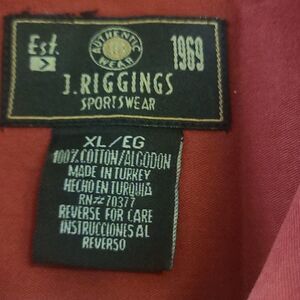 AUTHENTIC
WEAR
Est. 1969
J.RIGGINGS
SPORTSWEAR
XL/EG
100% COTTON/ALGODON
MADE IN TURKEY
HECHO EN TURQUIA
RN# 70377
REVERSE FOR CARE
INSTRUCCIONES AL
REVERSO